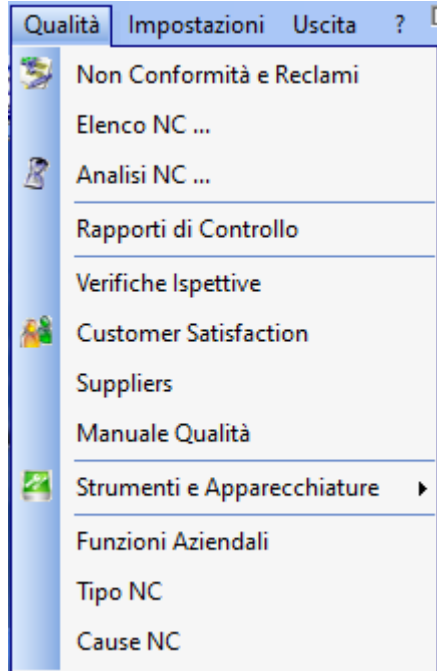 Qualità Impostazioni Uscita ?
Non Conformità e Reclami
Elenco NC ...
Analisi NC ...
Rapporti di Controllo
Verifiche Ispettive
Customer Satisfaction
Suppliers
Manuale Qualità
Strumenti e Apparecchiature
Funzioni Aziendali
Tipo NC
Cause NC